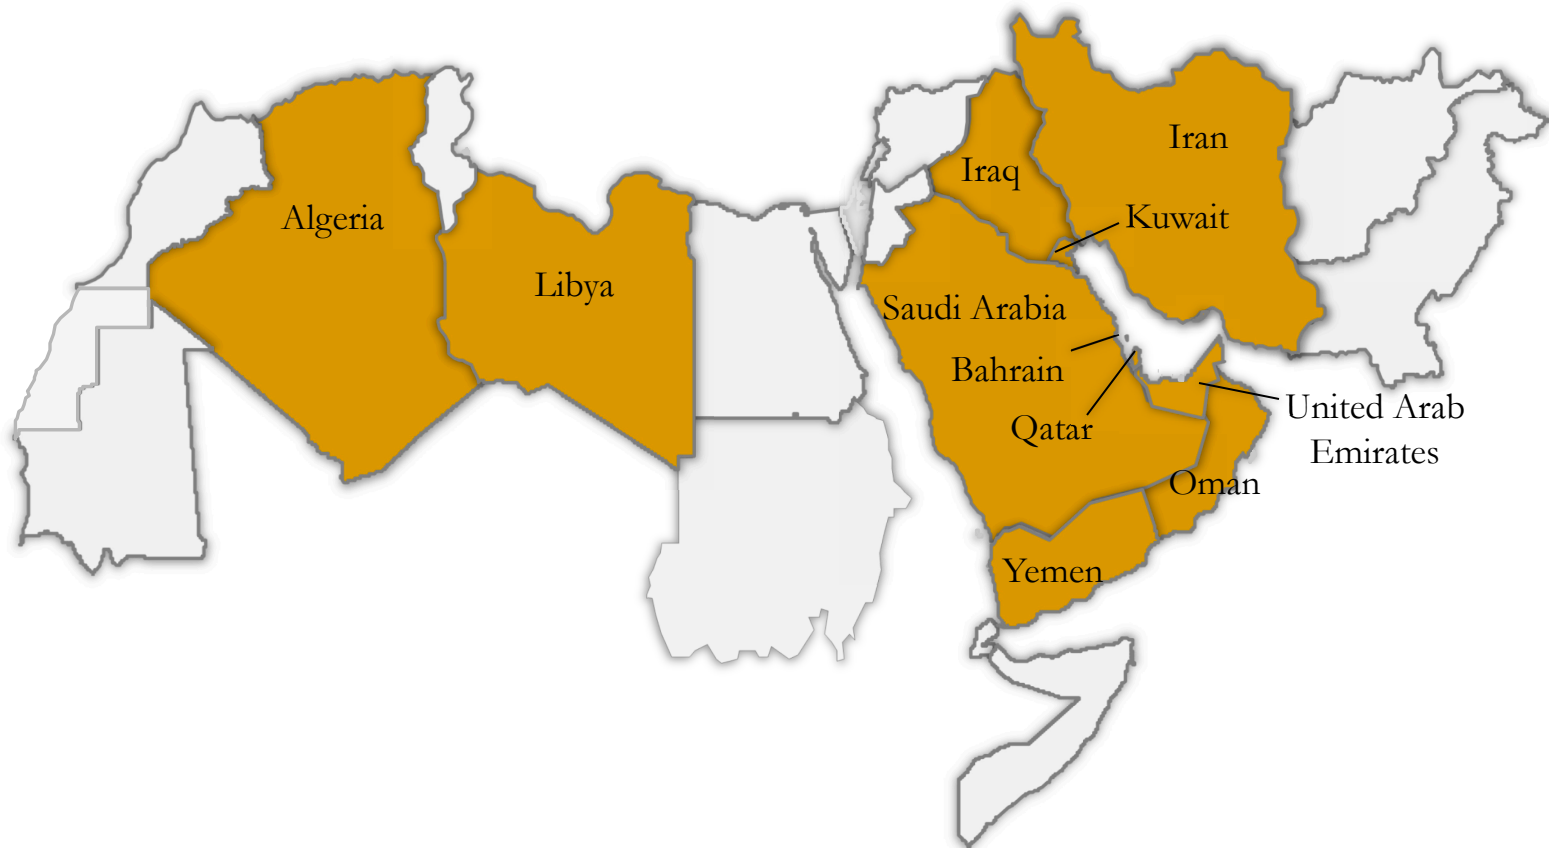 Iran
Iraq
Algeria
Kuwait
Libya
Saudi Arabia
Bahrain
Qatar
United Arab
Emirates
Oman
Yemen